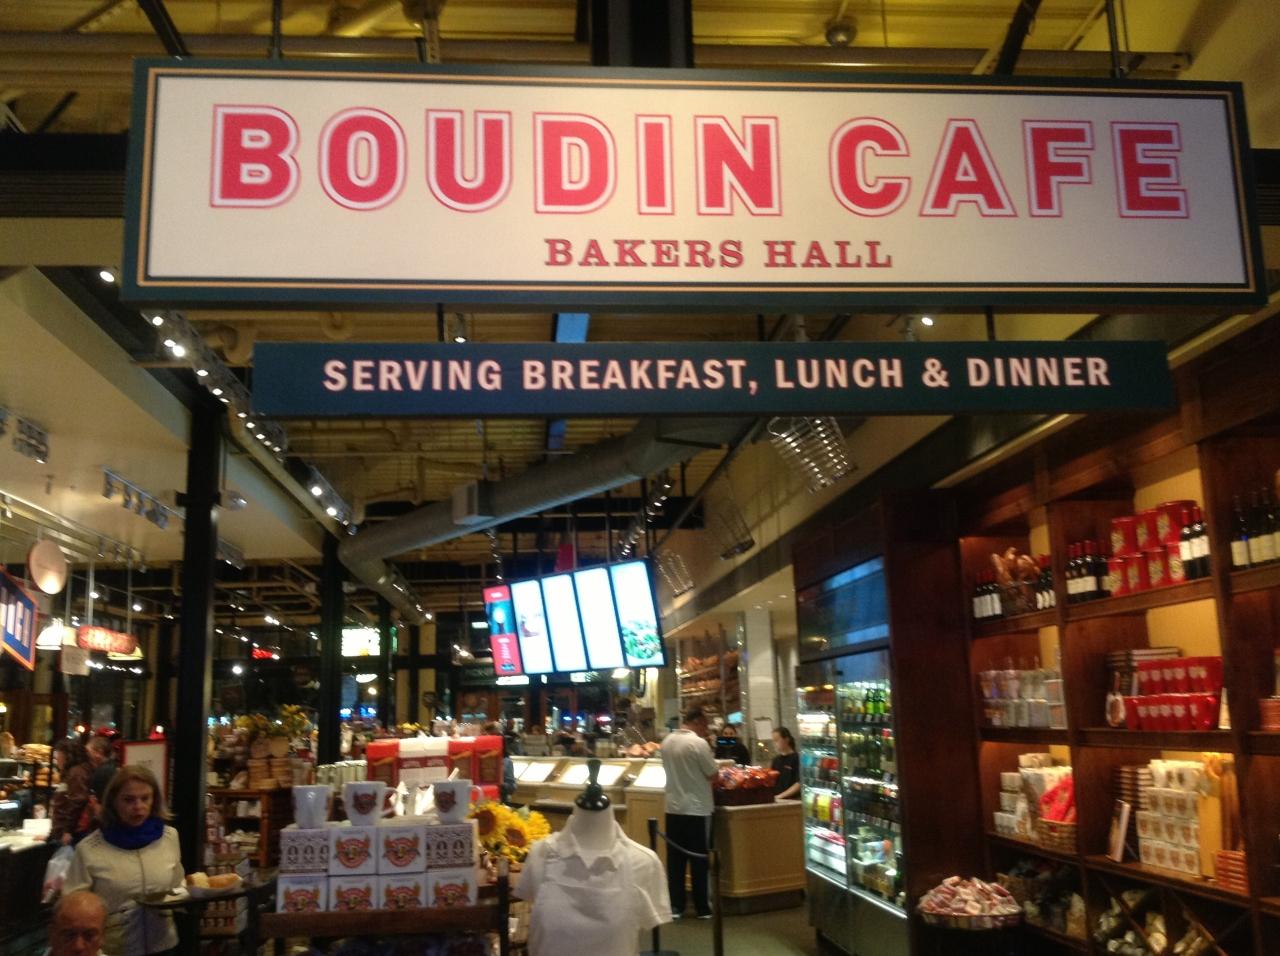 BOUDIN CAFE
BAKERS HALL
SERVING BREAKFAST, LUNCH & DINNER